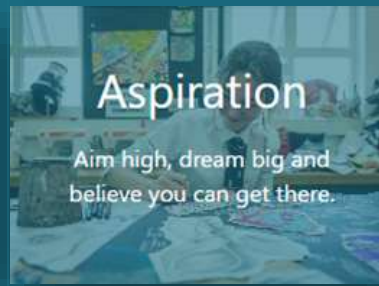 Aspiration
Aim high, dream big and
believe you can get there.